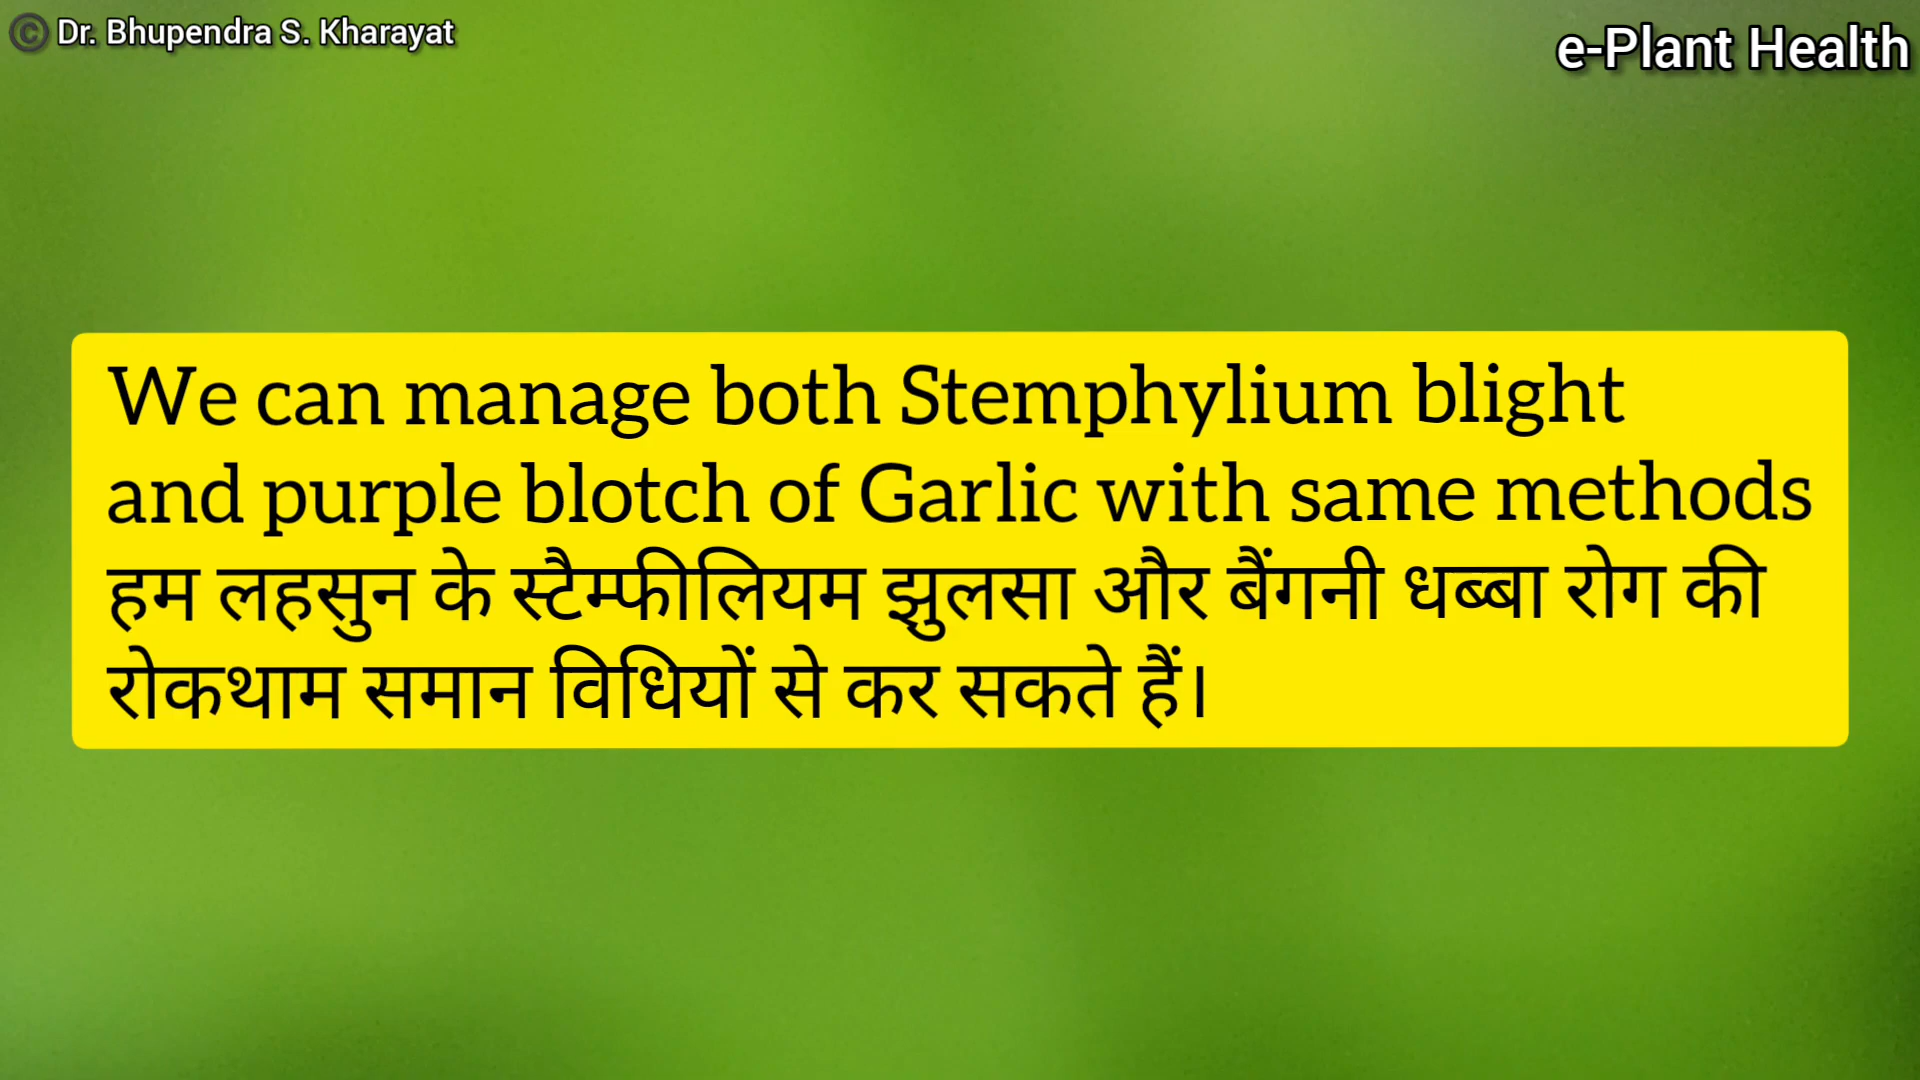 © Dr. Bhupendra S. Kharayat
e-Plant Health
We can manage both Stemphylium blight
and purple blotch of Garlic with same methods
हम लहसुन के स्टैम्फीलियम झुलसा और बैंगनी धब्बा रोग की
रोकथाम समान विधियों से कर सकते हैं।